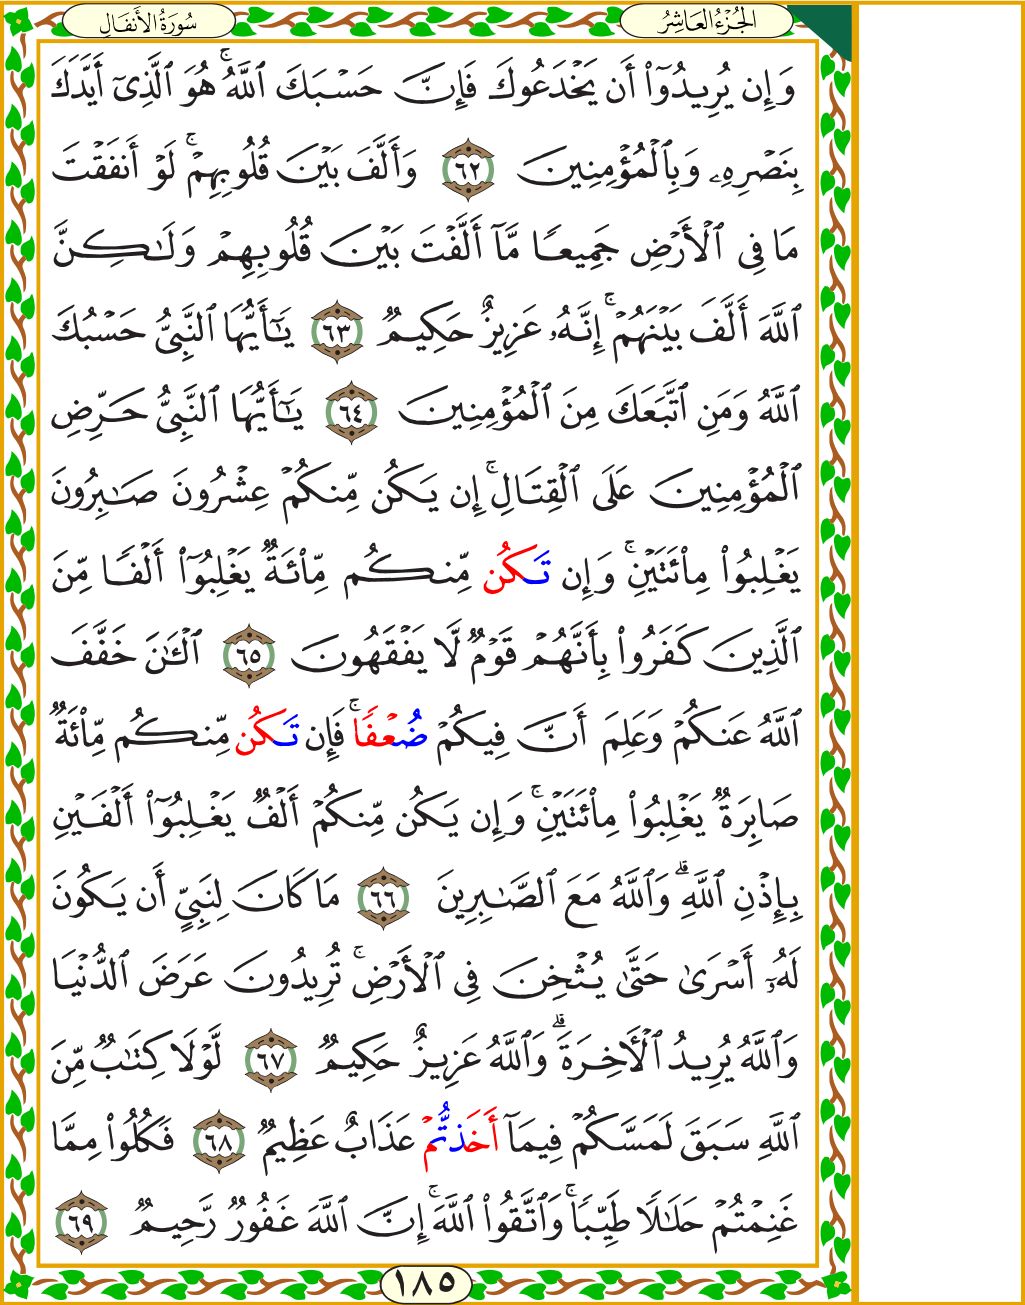 الجُزْءُ العَاشِرُ
سُورَةُ الأَنفَال
وَإِن يُرِيدُوٓاْ أَن يَخْدَعُوكَ فَإِنَّ حَسْبَكَ ٱللَّهُۚ هُوَ ٱلَّذِىٓ أَيَّدَكَ
بِنَصْرِهِۦ وَبِٱلْمُؤْمِنِينَ ٦٢ وَأَلَّفَ بَيْنَ قُلُوبِهِمْۚ لَوْ أَنفَقْتَ
مَا فِى ٱلْأَرْضِ جَمِيعًا مَّآ أَلَّفْتَ بَيْنَ قُلُوبِهِمْ وَلَـٰكِنَّ
ٱللَّهَ أَلَّفَ بَيْنَهُمْۚ إِنَّهُۥ عَزِيزٌ حَكِيمٌ ٦٣ يَـٰٓأَيُّهَا ٱلنَّبِىُّ حَسْبُكَ
ٱللَّهُ وَمَنِ ٱتَّبَعَكَ مِنَ ٱلْمُؤْمِنِينَ ٦٤ يَـٰٓأَيُّهَا ٱلنَّبِىُّ حَرِّضِ
ٱلْمُؤْمِنِينَ عَلَى ٱلْقِتَالِۚ إِن يَكُن مِّنكُمْ عِشْرُونَ صَـٰبِرُونَ
يَغْلِبُواْ مِاْئَتَيْنِۚ وَإِن تَكُن مِّنكُم مِّاْئَةٌ يَغْلِبُوٓاْ أَلْفًا مِّنَ
ٱلَّذِينَ كَفَرُواْ بِأَنَّهُمْ قَوْمٌ لَّا يَفْقَهُونَ ٦٥ ٱلْـَٔـٰنَ خَفَّفَ
ٱللَّهُ عَنكُمْ وَعَلِمَ أَنَّ فِيكُمْ ضُعْفًاۚ فَإِن تَكُن مِّنكُم مِّاْئَةٌ
صَابِرَةٌ يَغْلِبُواْ مِاْئَتَيْنِۚ وَإِن يَكُن مِّنكُمْ أَلْفٌ يَغْلِبُوٓاْ أَلْفَيْنِ
بِإِذْنِ ٱللَّهِۗ وَٱللَّهُ مَعَ ٱلصَّـٰبِرِينَ ٦٦ مَا كَانَ لِنَبِىٍّ أَن يَكُونَ
لَهُۥٓ أَسْرَىٰ حَتَّىٰ يُثْخِنَ فِى ٱلْأَرْضِۚ تُرِيدُونَ عَرَضَ ٱلدُّنْيَا
وَٱللَّهُ يُرِيدُ ٱلْأَخِرَةَۗ وَٱللَّهُ عَزِيزٌ حَكِيمٌ ٦٧ لَّوْلَا كِتَـٰبٌ مِّنَ
ٱللَّهِ سَبَقَ لَمَسَّكُمْ فِيمَآ أَخَذتُّمْ عَذَابٌ عَظِيمٌ ٦٨ فَكُلُواْ مِمَّا
غَنِمْتُمْ حَلَـٰلًا طَيِّبًاۚ وَٱتَّقُواْ ٱللَّهَۚ إِنَّ ٱللَّهَ غَفُورٌ رَّحِيمٌ ٦٩
١٨٥